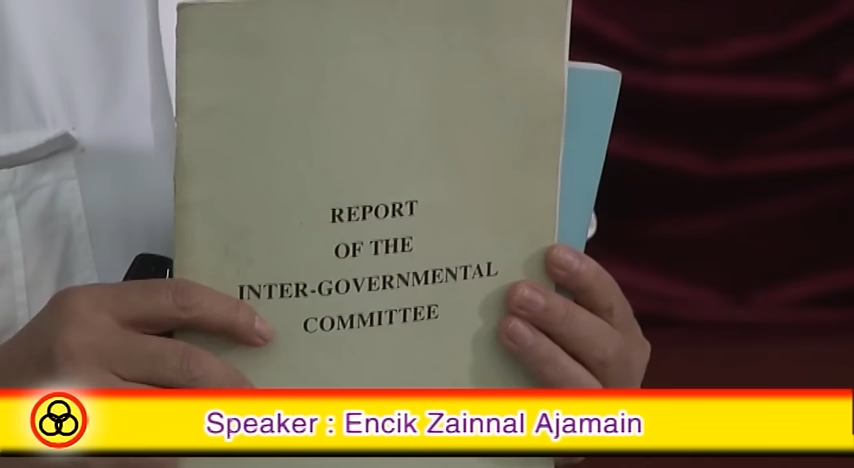 REPORT
OF THE
INTER-GOVERNMENTAL
COMMITTEE
Speaker : Encik Zainnal Ajamain